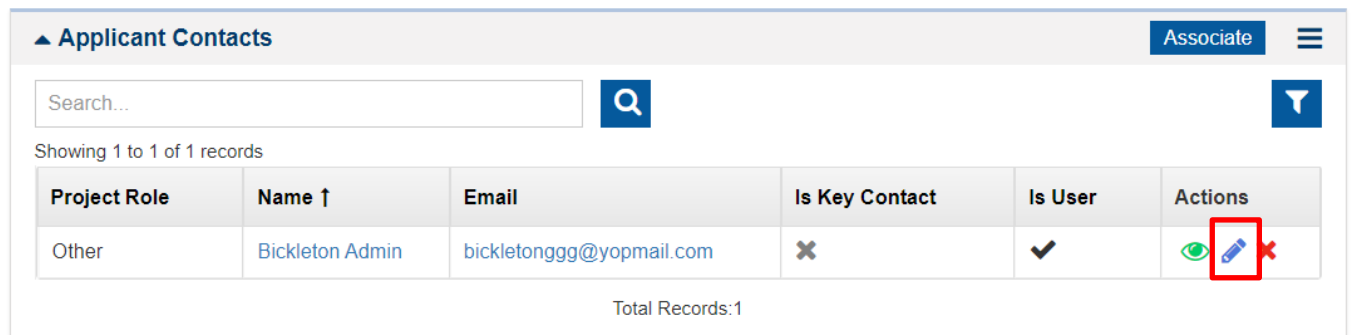 Applicant Contacts Associate
Search...
Showing 1 to 1 of 1 records
Project Role Name ↑ Email Is Key Contact Is User Actions
Other Bickleton Admin bickletonggg@yopmail.com
Total Records:1